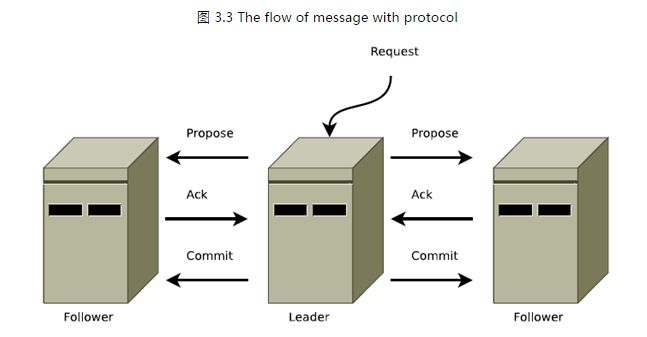 图 3.3 The flow of message with protocol
Request
Propose
Propose
Ack
Ack
Commit
Commit
Follower
Leader
Follower